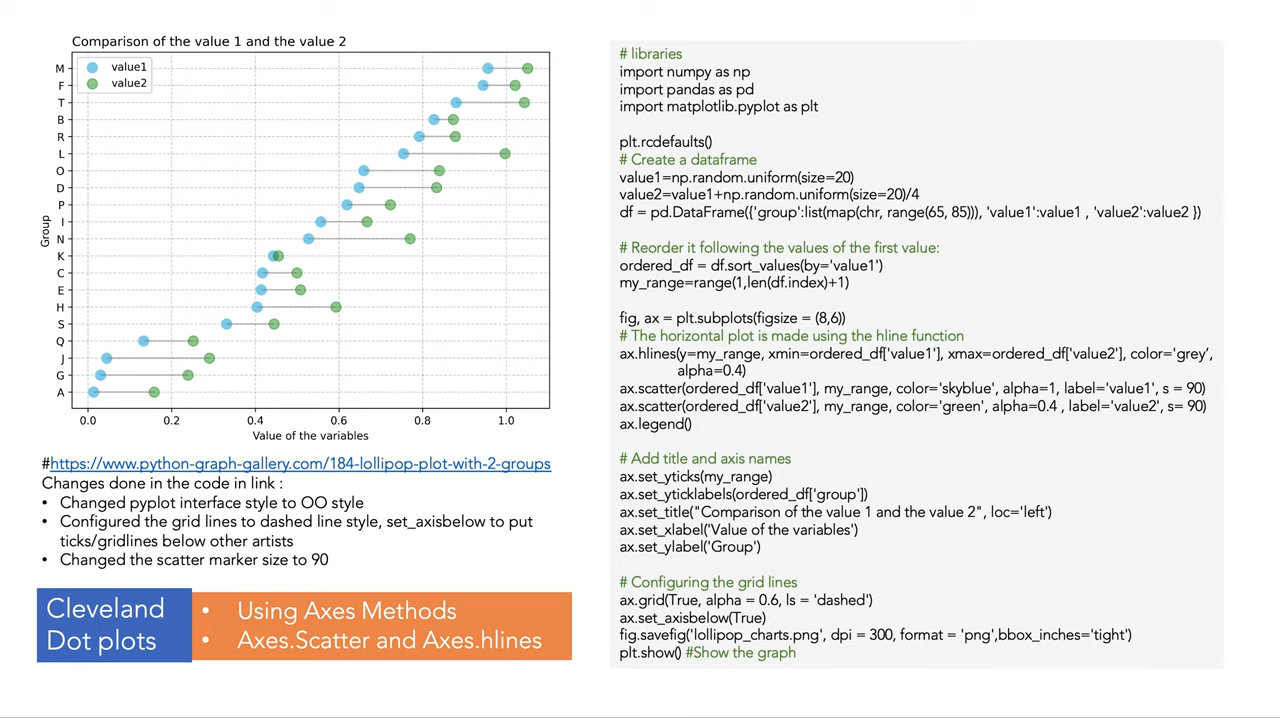 Comparison of the value 1 and the value 2
value1
value2
M
F
T
B
R
L
O
D
P
I
N
K
C
E
H
S
Q
J
G
A
Group
0.0 0.2 0.4 0.6 0.8 1.0
Value of the variables
#https://www.python-graph-gallery.com/184-lollipop-plot-with-2-groups
Changes done in the code in link :
• Changed pyplot interface style to OO style
• Configured the grid lines to dashed line style, set_axisbelow to put
ticks/gridlines below other artists
• Changed the scatter marker size to 90
Cleveland
Dot plots
• Using Axes Methods
• Axes.Scatter and Axes.hlines
# libraries
import numpy as np
import pandas as pd
import matplotlib.pyplot as plt
plt.rcdefaults()
# Create a dataframe
value1=np.random.uniform(size=20)
value2=value1+np.random.uniform(size=20)/4
df = pd.DataFrame({'group':list(map(chr, range(65, 85))), 'value1':value1 , 'value2':value2 })
# Reorder it following the values of the first value:
ordered_df = df.sort_values(by='value1')
my_range=range(1,len(df.index)+1)
fig, ax = plt.subplots(figsize = (8,6))
# The horizontal plot is made using the hline function
ax.hlines(y=my_range, xmin=ordered_df['value1'], xmax=ordered_df['value2'], color='grey‘,
alpha=0.4)
ax.scatter(ordered_df['value1'], my_range, color='skyblue', alpha=1, label='value1', s = 90)
ax.scatter(ordered_df['value2'], my_range, color='green', alpha=0.4 , label='value2', s= 90)
ax.legend()
# Add title and axis names
ax.set_yticks(my_range)
ax.set_yticklabels(ordered_df['group'])
ax.set_title("Comparison of the value 1 and the value 2", loc='left')
ax.set_xlabel('Value of the variables')
ax.set_ylabel('Group')
# Configuring the grid lines
ax.grid(True, alpha = 0.6, ls = 'dashed')
ax.set_axisbelow(True)
fig.savefig('lollipop_charts.png', dpi = 300, format = 'png',bbox_inches='tight')
plt.show() #Show the graph